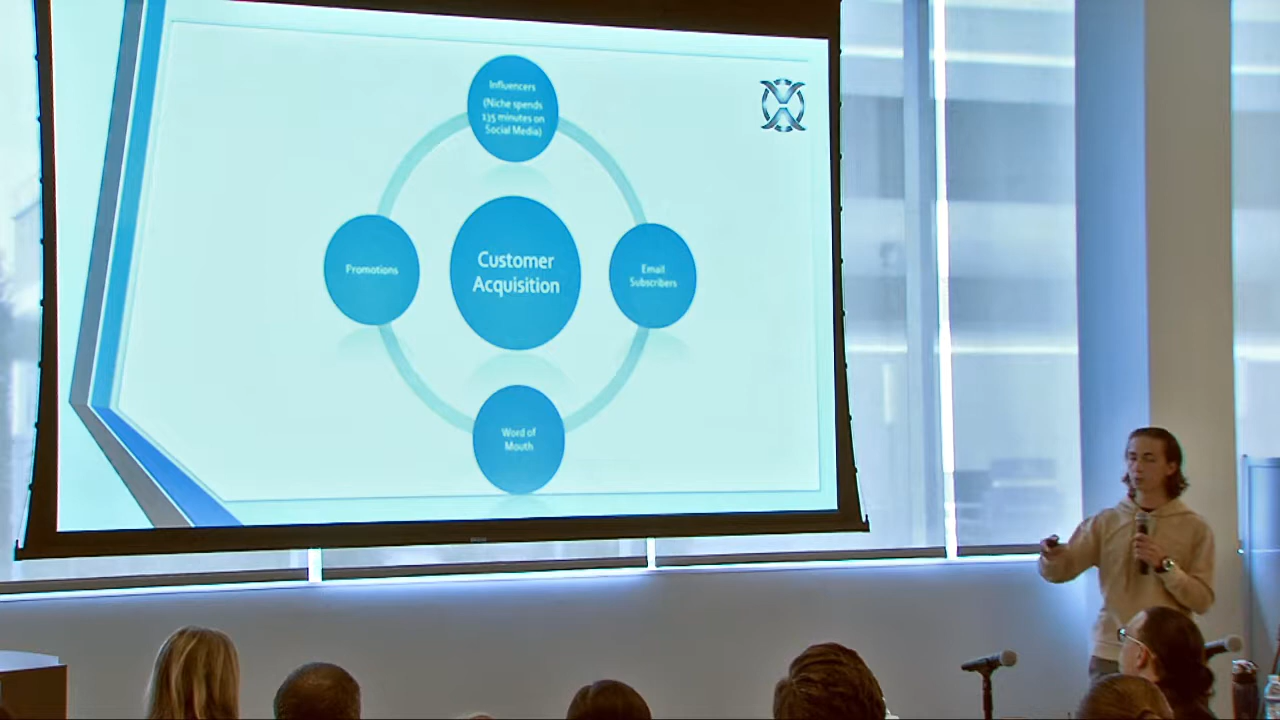 Influencers
(Niche spends
135 minutes on
Social Media)
Promotions
Customer
Acquisition
Email
Subscribers
Word of
Mouth